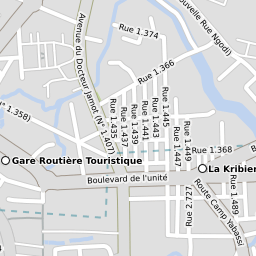 Rue 1.374
Nouvelle Rue Ngodi)
Avenue du Docteur Jamot (N° 1.407)
Rue 1.366
N° 1.358)
Rue 1.435
Rue 1.437
Rue 1.439
Rue 1.441
Rue 1.443
Rue 1.445
Rue 1.447
Rue 1.449
Rue 1.368
Gare Routière Touristique
La Kribien
Boulevard de l'unité
B
Rue 2.727
Route Camp Yabassi
Rue 1.489